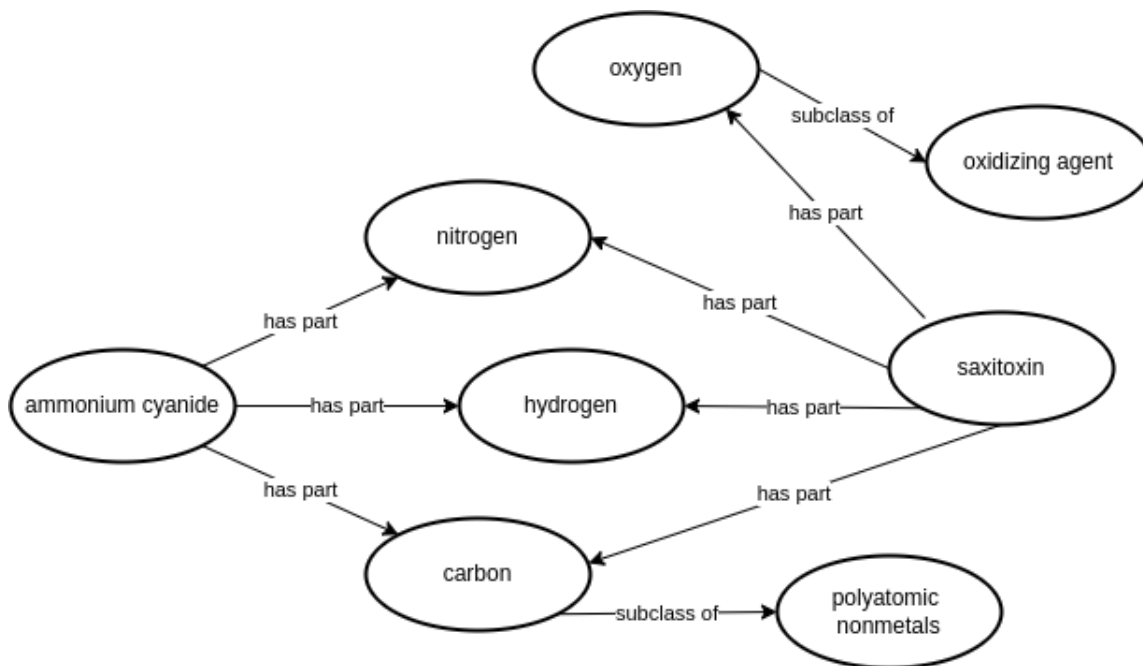 oxygen
subclass of
oxidizing agent
has part
nitrogen
has part
has part
saxitoxin
ammonium cyanide
has part
hydrogen
has part
has part
has part
carbon
subclass of
polyatomic
nonmetals